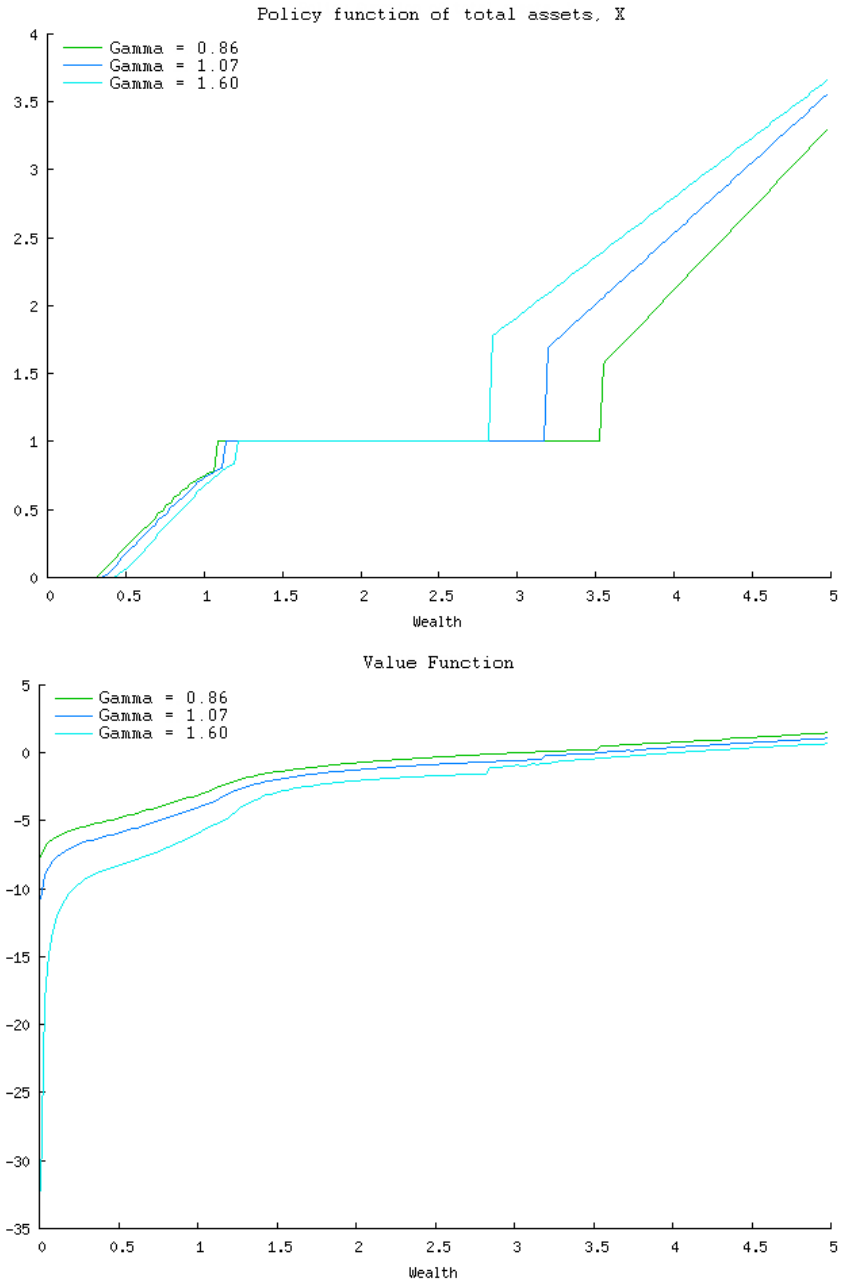 Policy function of total assets, X
4
Gamma = 0.86
Gamma = 1.07
Gamma = 1.60
3.5
3
2.5
2
1.5
1
0.5
0
0 0.5 1 1.5 2 2.5 3 3.5 4 4.5 5
Wealth
Value Function
5
Gamma = 0.86
Gamma = 1.07
Gamma = 1.60
0
-5
-10
-15
-20
-25
-30
-35
0 0.5 1 1.5 2 2.5 3 3.5 4 4.5 5
Wealth